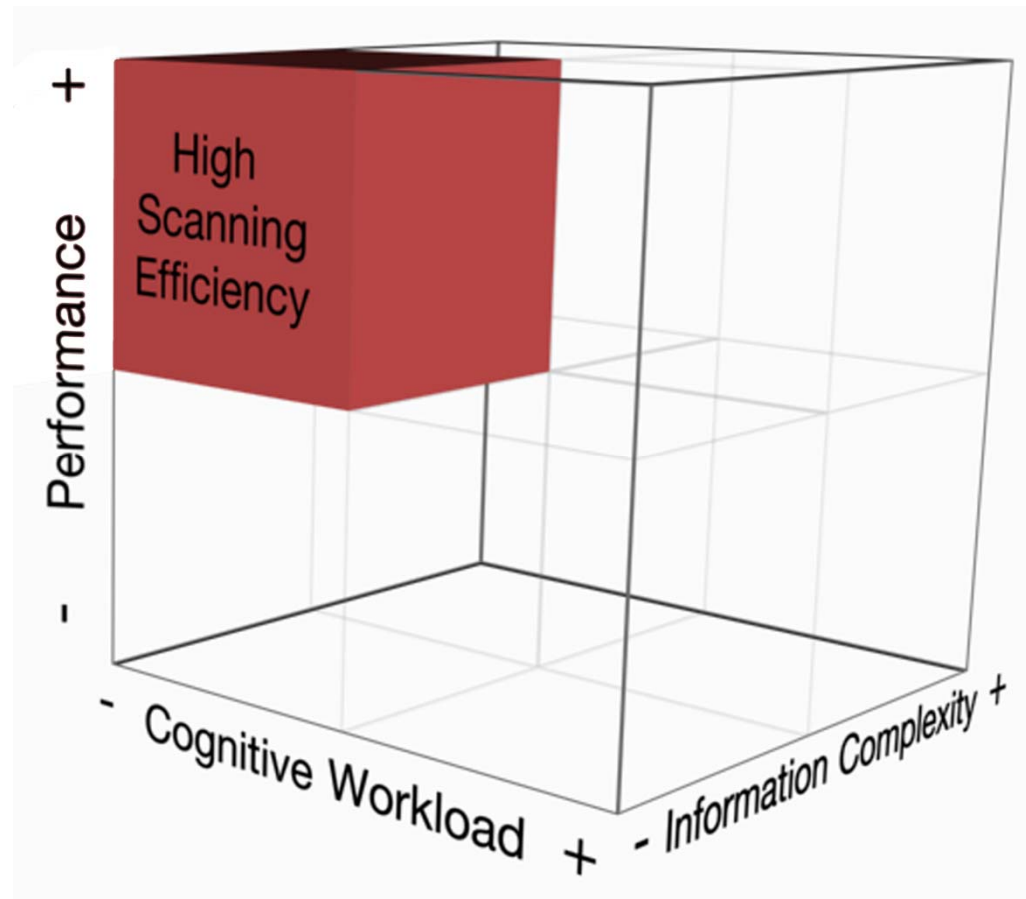 +
Performance
-
High
Scanning
Efficiency
- Cognitive Workload +
- Information Complexity +